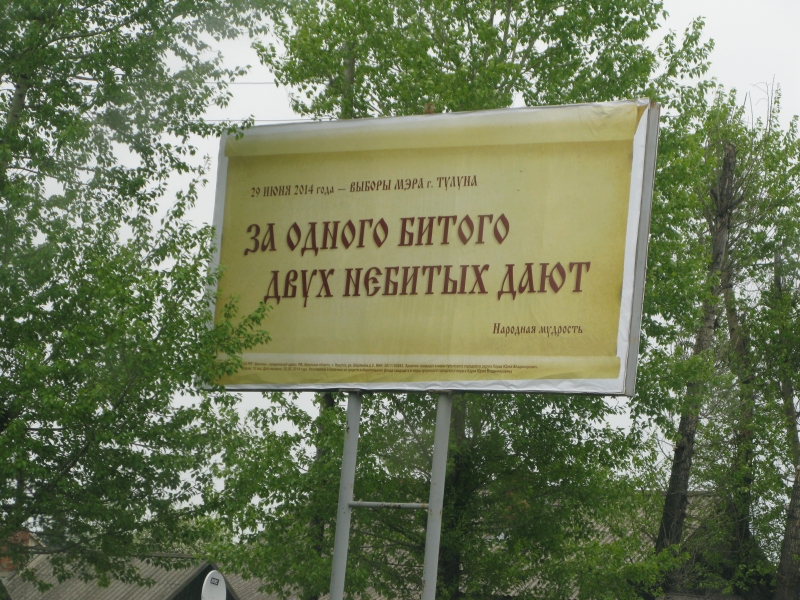 29 ИЮНЯ 2014 года — ВЫБОРЫ МЭРА г. ТУЛУНА
ЗА ОДНОГО БИТОГО
ДВУХ НЕБИТЫХ ДАЮТ
Народная мудрость